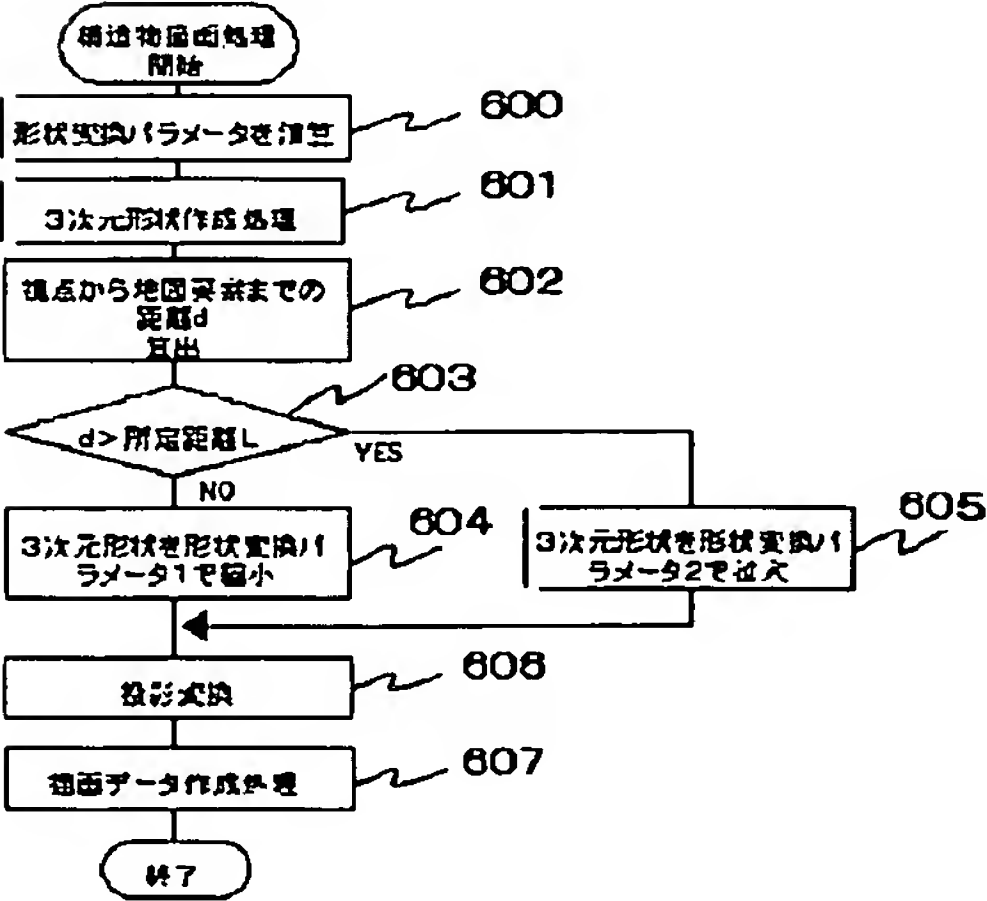 構造物描画処理
開始
形状変換パラメータを演算
600
3次元形状作成処理
601
視点から地図要素までの
距離d
算出
602
d>所定距離L
603
YES
NO
3次元形状を形状変換パ
ラメータ1で縮小
604
3次元形状を形状変換パ
ラメータ2で拡大
605
投影変換
606
描画データ作成処理
607
終了